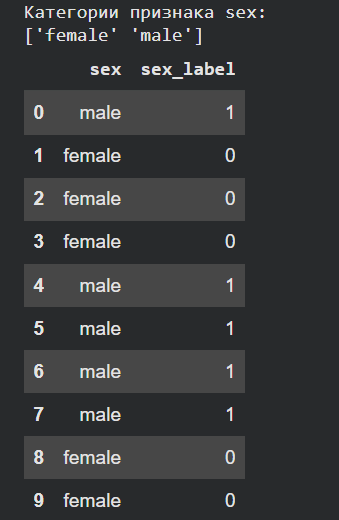 Категории признака sex:
['female' 'male']
sex sex_label
0 male 1
1 female 0
2 female 0
3 female 0
4 male 1
5 male 1
6 male 1
7 male 1
8 female 0
9 female 0